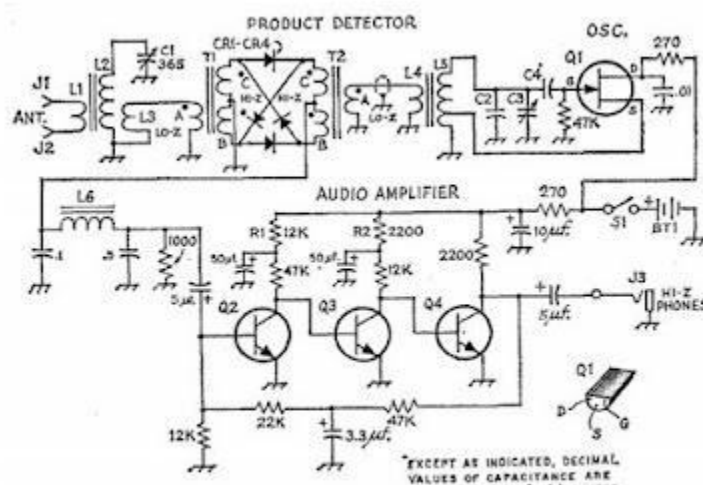 PRODUCT DETECTOR
OSC.
CR1-CR4
T1
T2
L2
C1
365
L1
J1
ANT.
J2
L3
A
LO-Z
C
B
HI-Z
HI-Z
C
B
A
LO-Z
L4
L5
C2
C3
C4
47K
Q1
G
D
S
270
.01
AUDIO AMPLIFIER
L6
.1
.5
1000
5µf.
R1
12K
50µf.
47K
R2
2200
50µf.
12K
2200
10µf.
270
S1
BT1
Q2
Q3
Q4
5µf.
J3
HI-Z
PHONES
12K
22K
3.3µf.
47K
Q1
D
S
G
*EXCEPT AS INDICATED, DECIMAL
VALUES OF CAPACITANCE ARE